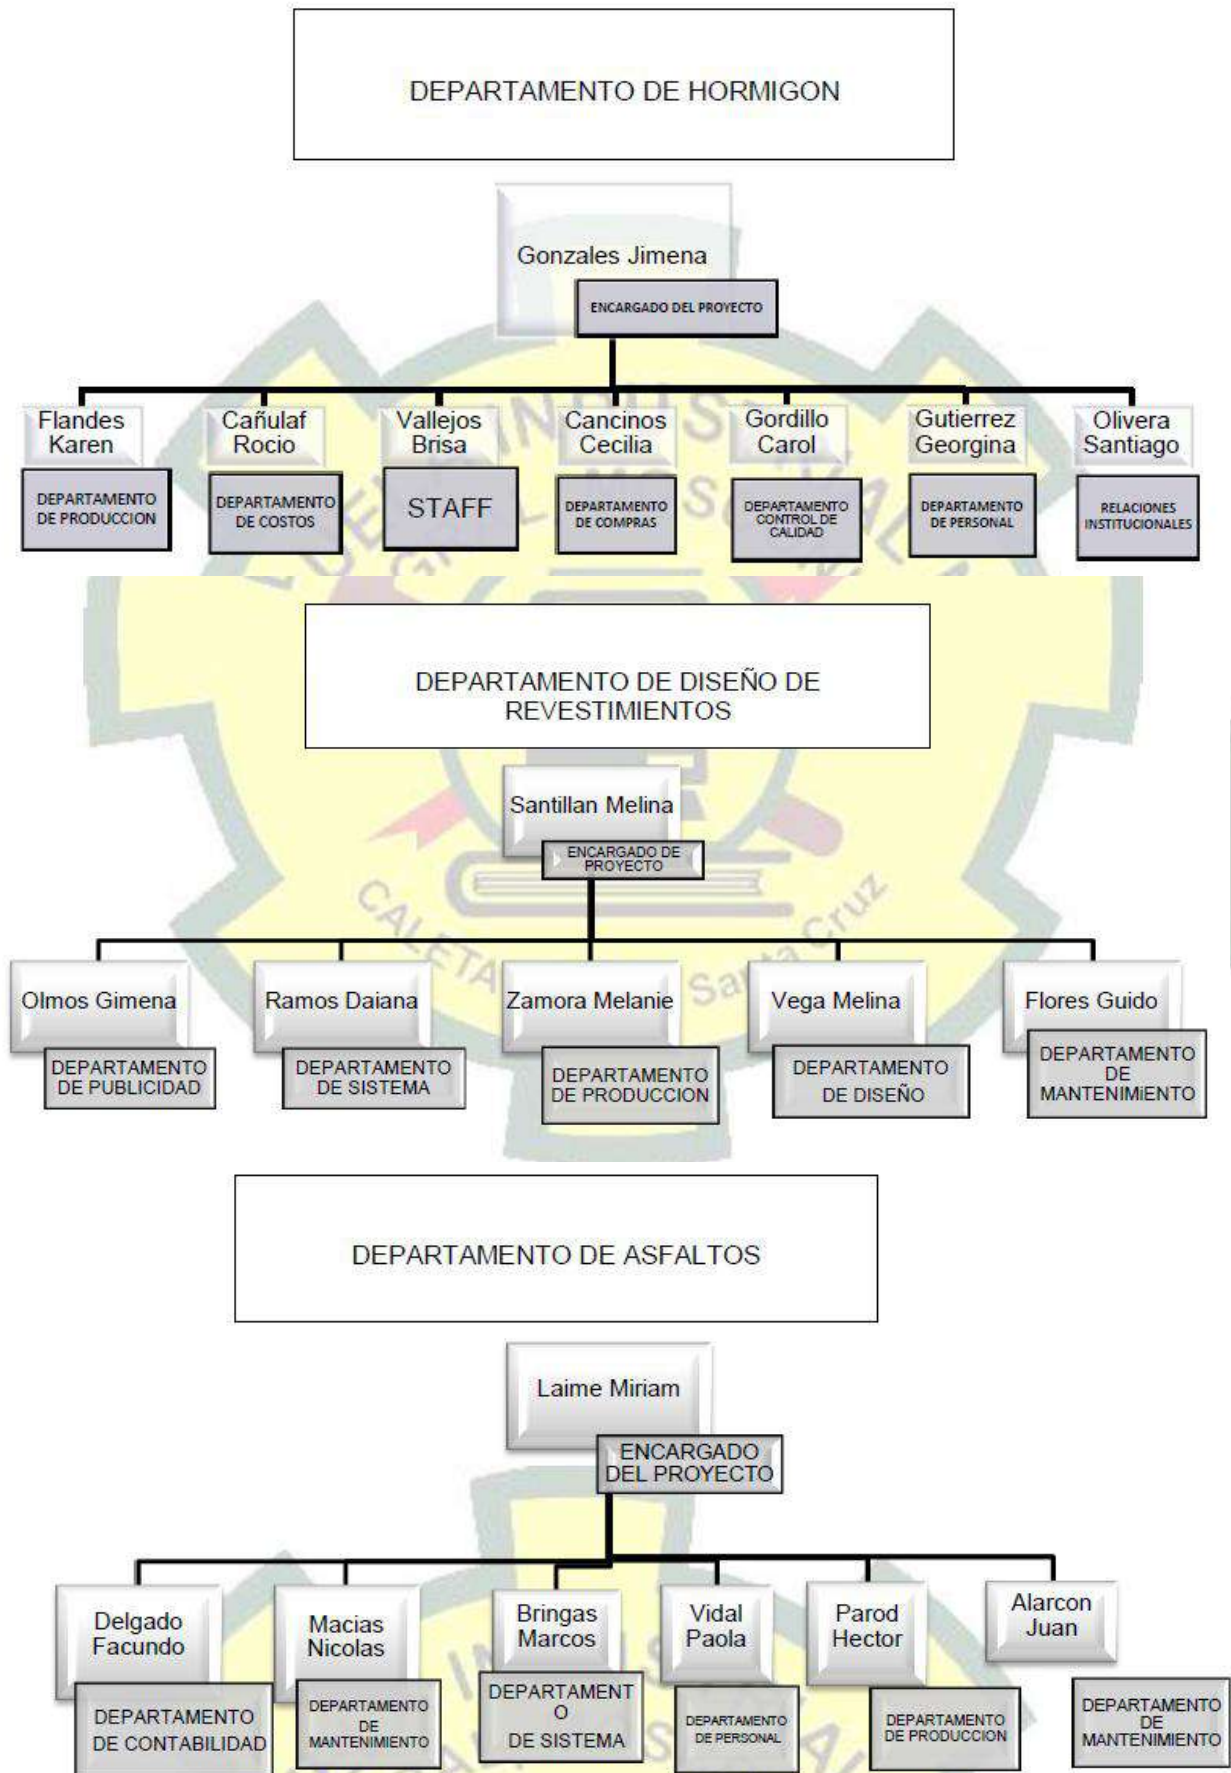 DEPARTAMENTO DE HORMIGON
Gonzales Jimena
ENCARGADO DEL PROYECTO
Flandes
Karen
DEPARTAMENTO
DE PRODUCCION
Cañulaf
Rocio
DEPARTAMENTO
DE COSTOS
Vallejos
Brisa
STAFF
Cancinos
Cecilia
DEPARTAMENTO
DE COMPRAS
Gordillo
Carol
DEPARTAMENTO
CONTROL DE
CALIDAD
Gutierrez
Georgina
DEPARTAMENTO
DE PERSONAL
Olivera
Santiago
RELACIONES
INSTITUCIONALES
DEPARTAMENTO DE DISEÑO DE
REVESTIMIENTOS
Santillan Melina
ENCARGADO DE
PROYECTO
CALETA
Santa Cruz
Olmos Gimena
DEPARTAMENTO
DE PUBLICIDAD
Ramos Daiana
DEPARTAMENTO
DE SISTEMA
Zamora Melanie
DEPARTAMENTO
DE PRODUCCION
Vega Melina
DEPARTAMENTO
DE DISEÑO
Flores Guido
DEPARTAMENTO
DE
MANTENIMiENTO
DEPARTAMENTO DE ASFALTOS
Laime Miriam
ENCARGADO
DEL PROYECTO
Delgado
Facundo
DEPARTAMENTO
DE CONTABILIDAD
Macias
Nicolas
DEPARTAMENTO
DE
MANTENIMIENTO
Bringas
Marcos
DEPARTAMENT
O
DE SISTEMA
Vidal
Paola
DEPARTAMENTO
DE PERSONAL
Parod
Hector
DEPARTAMENTO
DE PRODUCCION
Alarcon
Juan
DEPARTAMENTO
DE
MANTENIMIENTO